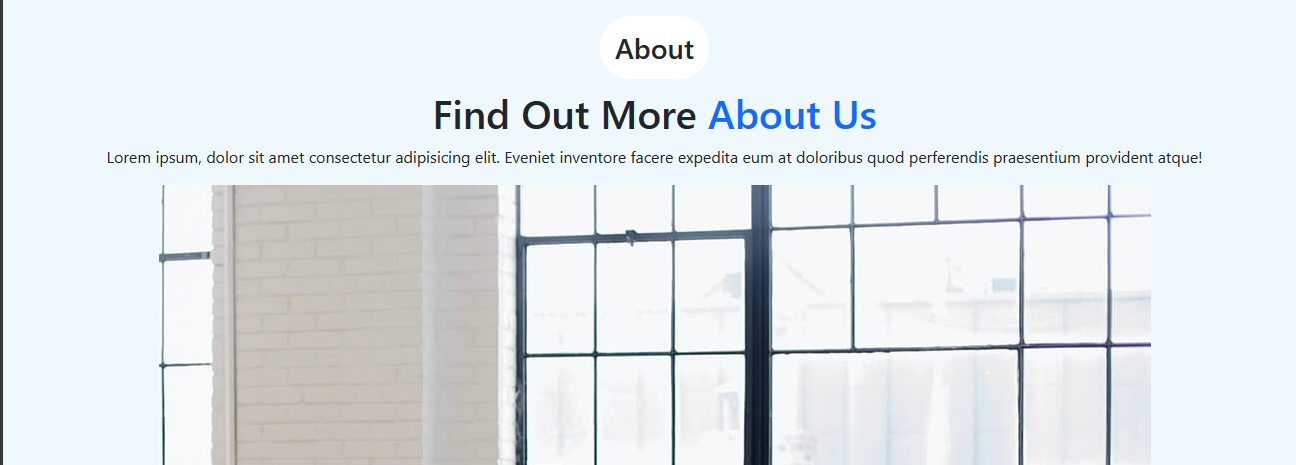 About
Find Out More About Us
Lorem ipsum, dolor sit amet consectetur adipisicing elit. Eveniet inventore facere expedita eum at doloribus quod perferendis praesentium provident atque!